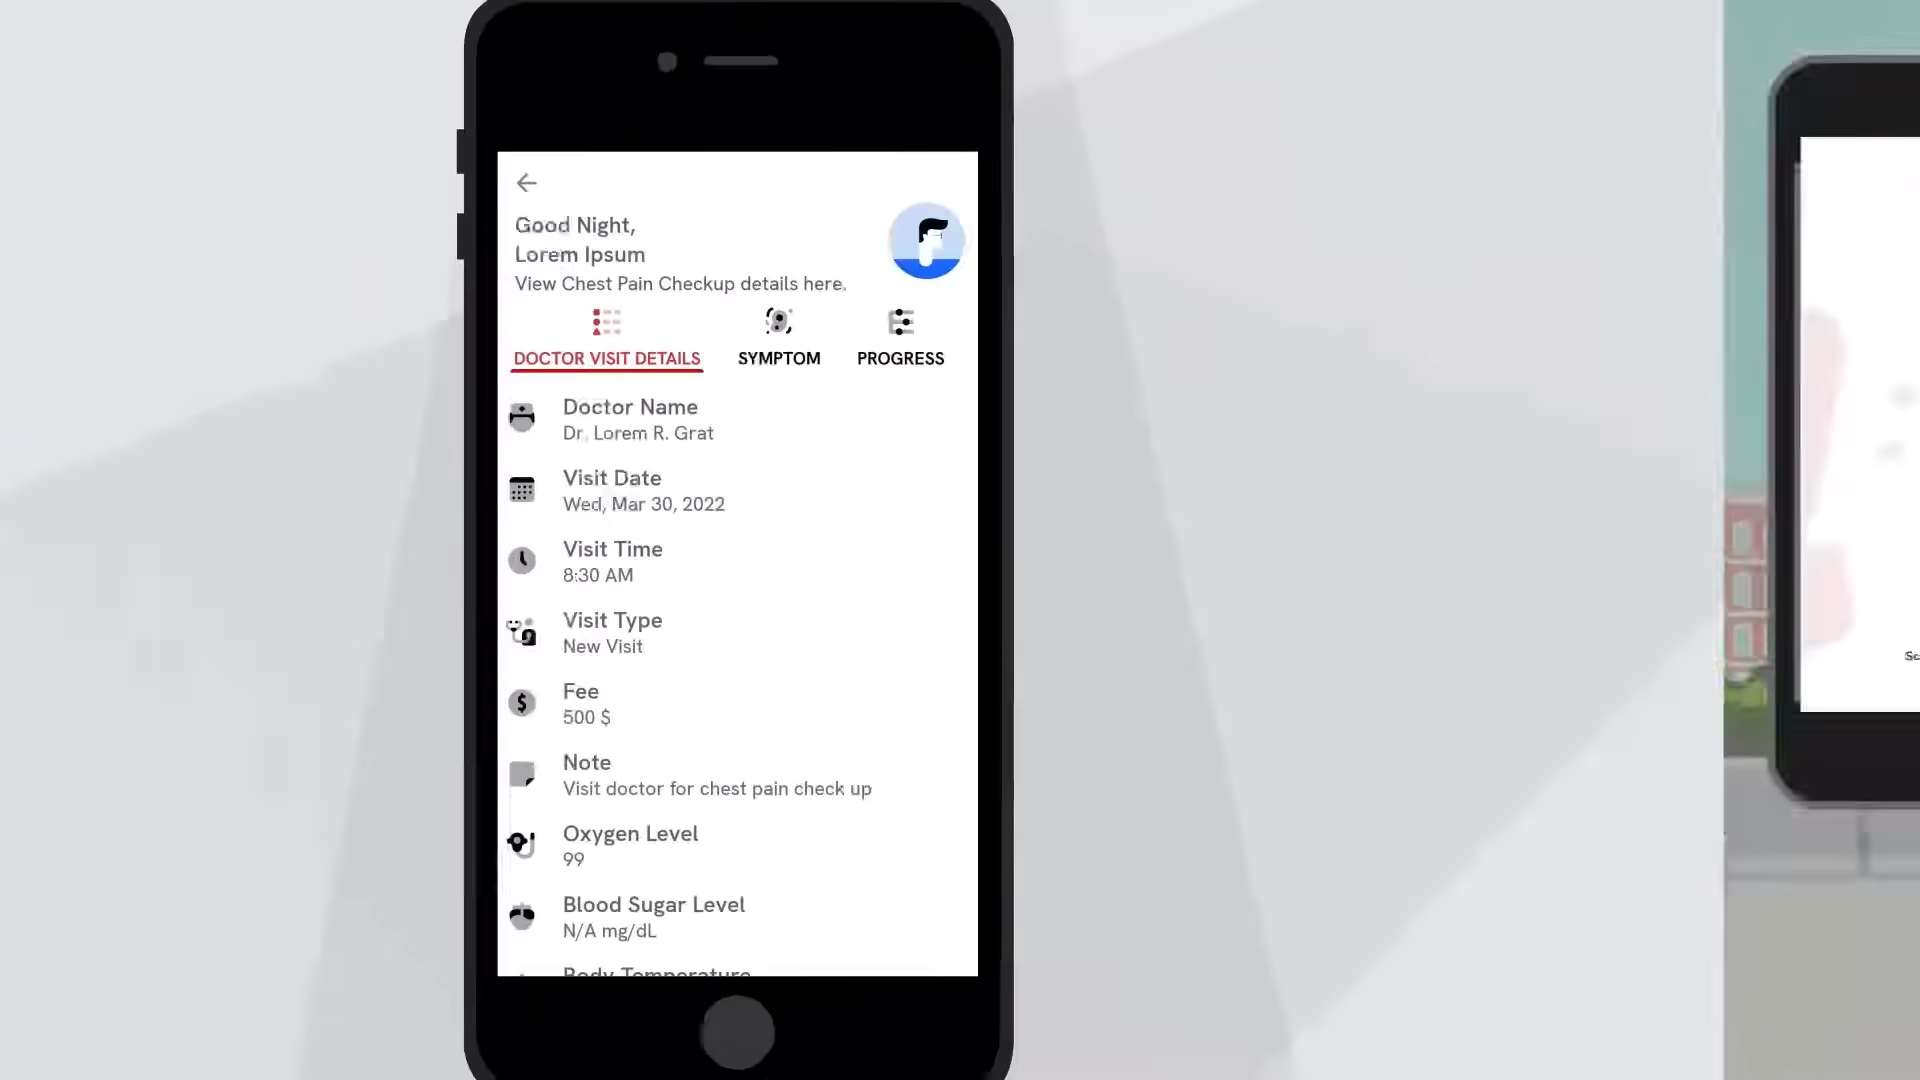 Good Night,
Lorem Ipsum
View Chest Pain Checkup details here.
DOCTOR VISIT DETAILS
SYMPTOM
PROGRESS
Doctor Name
Dr. Lorem R. Grat
Visit Date
Wed, Mar 30, 2022
Visit Time
8:30 AM
Visit Type
New Visit
Fee
500 $
Note
Visit doctor for chest pain check up
Oxygen Level
99
Blood Sugar Level
N/A mg/dL
Body Temperature